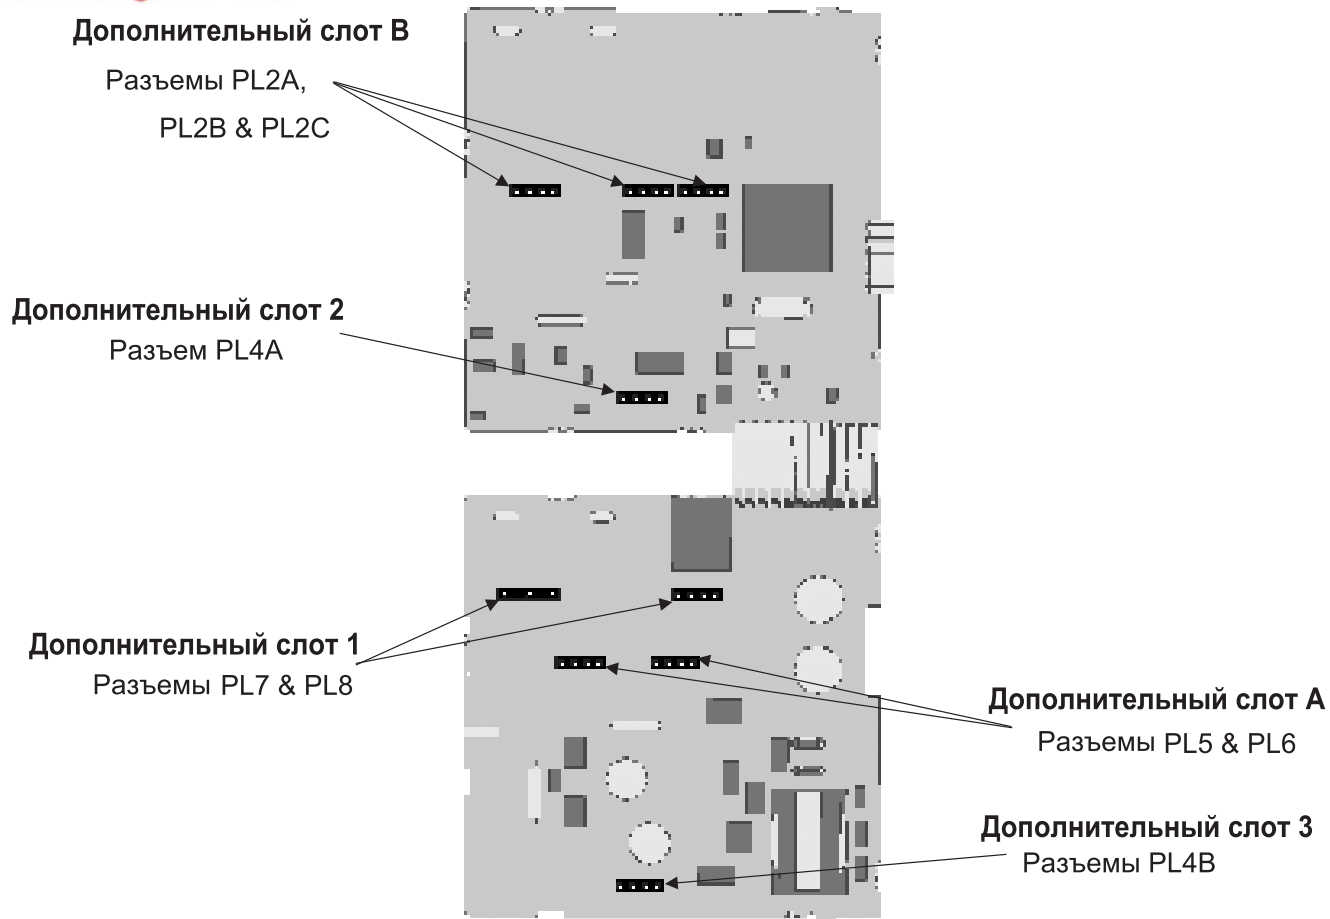 Дополнительный слот B
Разъемы PL2A,
PL2B & PL2C
Дополнительный слот 2
Разъем PL4A
Дополнительный слот 1
Разъемы PL7 & PL8
Дополнительный слот A
Разъемы PL5 & PL6
Дополнительный слот 3
Разъемы PL4B